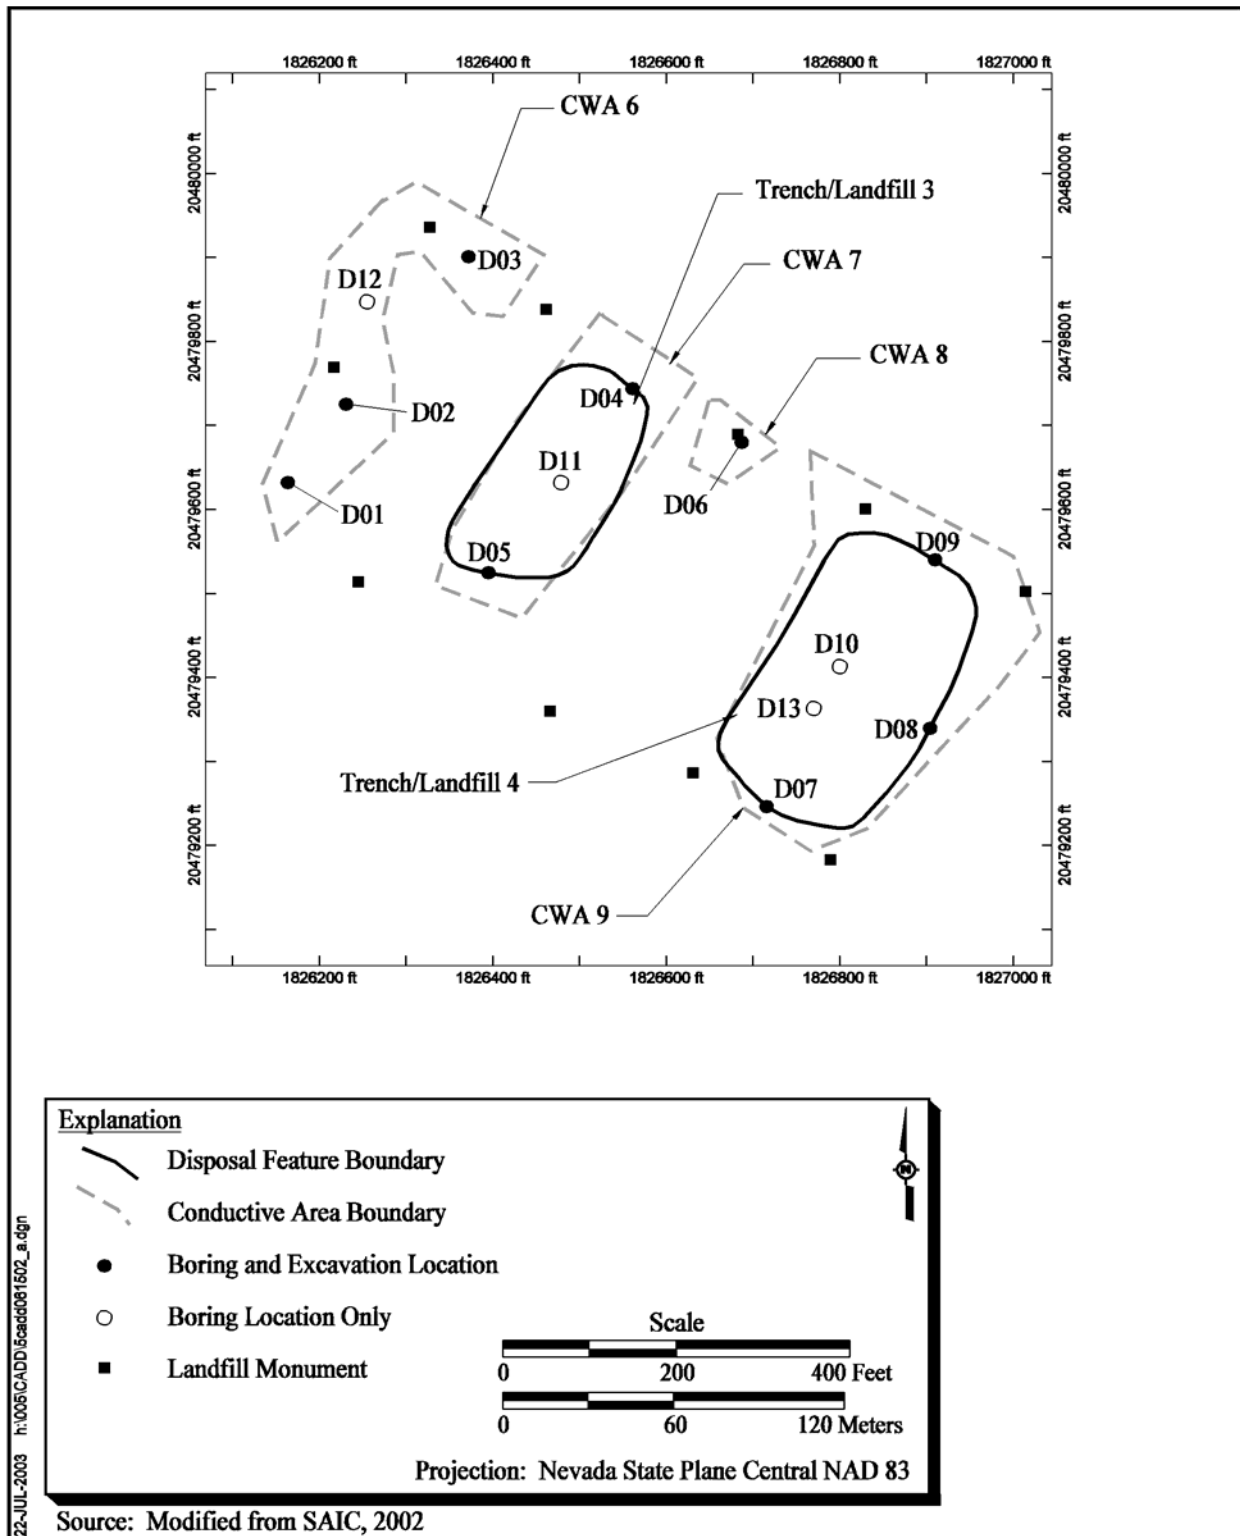 1826200 ft 1826400 ft 1826600 ft 1826800 ft 1827000 ft
CWA 6
20480000 ft 20480000 ft
Trench/Landfill 3
D03
CWA 7
D12
20479800 ft 20479800 ft
CWA 8
D04
D02
D11
D06
D01
20479600 ft 20479600 ft
D05
D09
D10
20479400 ft 20479400 ft
D13
D08
Trench/Landfill 4
D07
20479200 ft 20479200 ft
CWA 9
1826200 ft 1826400 ft 1826600 ft 1826800 ft 1827000 ft
Explanation
Disposal Feature Boundary
N
Conductive Area Boundary
Boring and Excavation Location
Boring Location Only
Landfill Monument
Scale
0 200 400 Feet
0 60 120 Meters
Projection: Nevada State Plane Central NAD 83
22-JUL-2003 h:\005\CADD\5cadd081502_a.dgn
Source: Modified from SAIC, 2002